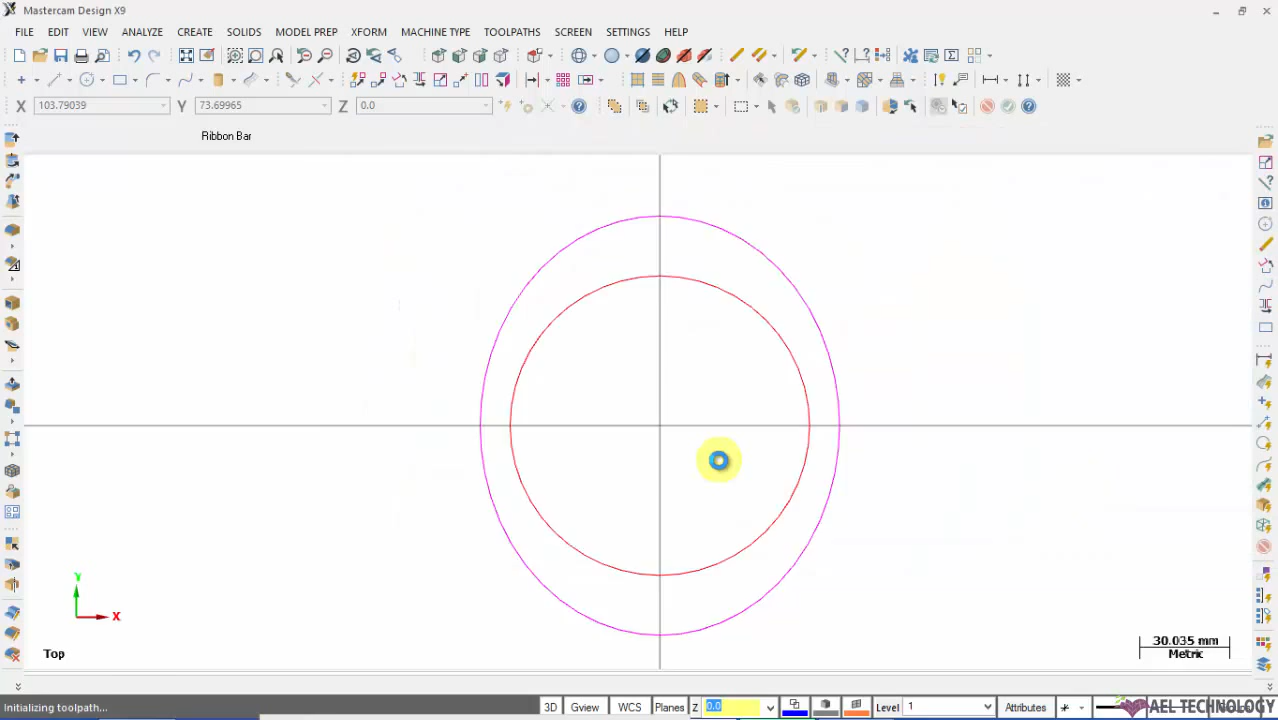 Mastercam Design X9
FILE EDIT VIEW ANALYZE CREATE SOLIDS MODEL PREP XFORM MACHINE TYPE TOOLPATHS SCREEN SETTINGS HELP
X 103.79039 Y 73.69965 Z 0.0
Ribbon Bar
Y
X
Top
30.035 mm
Metric
Initializing toolpath... 3D Gview WCS Planes Z 0.0 Level 1 Attributes
AEL TECHNOLOGY